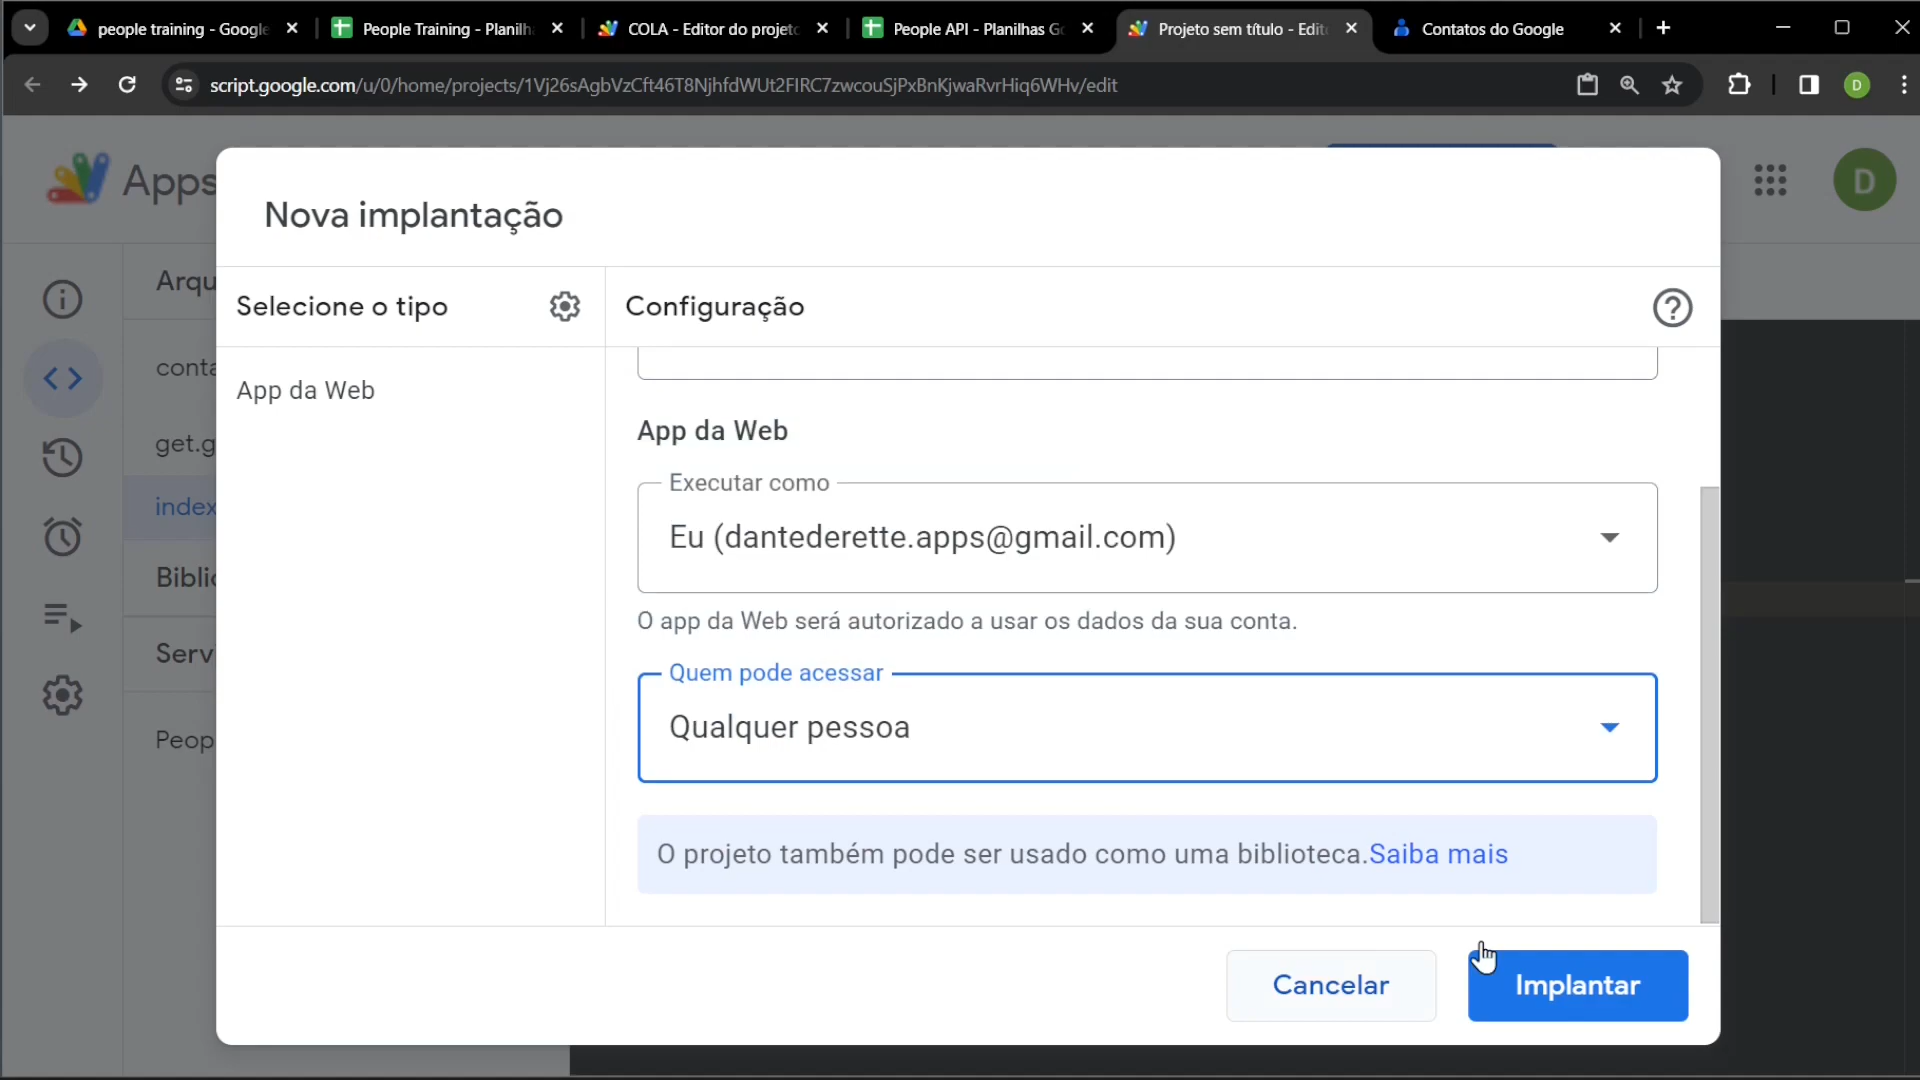 people training - Google
People Training - Planilh
COLA - Editor do projeto
People API - Planilhas Go
Projeto sem título - Edit
Contatos do Google
script.google.com/u/0/home/projects/1Vj26sAgbVzCft46T8NjhfdWUt2FIRC7zwcouSjPxBnKjwaRvrHiq6WHv/edit
D
Apps
D
Nova implantação
Arqu
Selecione o tipo
Configuração
conta
App da Web
App da Web
get.g
Executar como
index
Eu (dantederette.apps@gmail.com)
Biblio
O app da Web será autorizado a usar os dados da sua conta.
Serv
Quem pode acessar
Qualquer pessoa
Peop
O projeto também pode ser usado como uma biblioteca.Saiba mais
Cancelar
Implantar